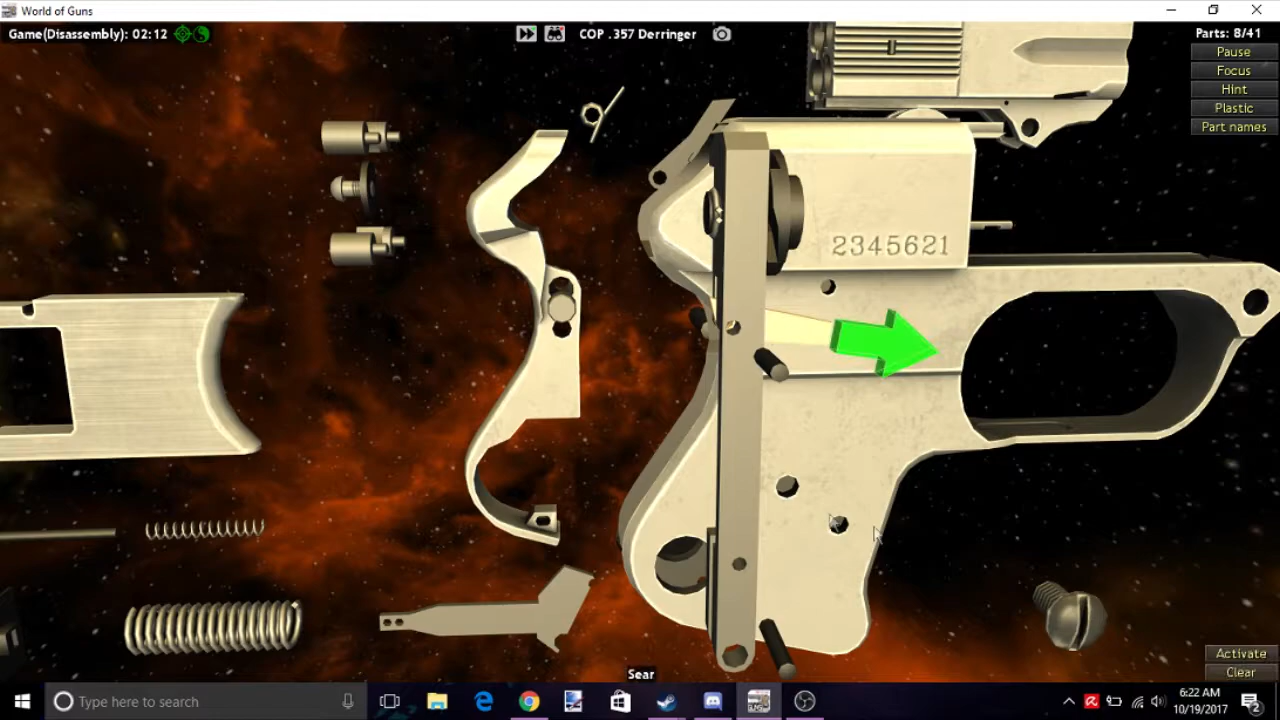 World of Guns
Game(Disassembly): 02:12
COP .357 Derringer
Parts: 8/41
Pause
Focus
Hint
Plastic
Part names
2345621
Activate
Clear
Sear
Type here to search
6:22 AM
10/19/2017
2